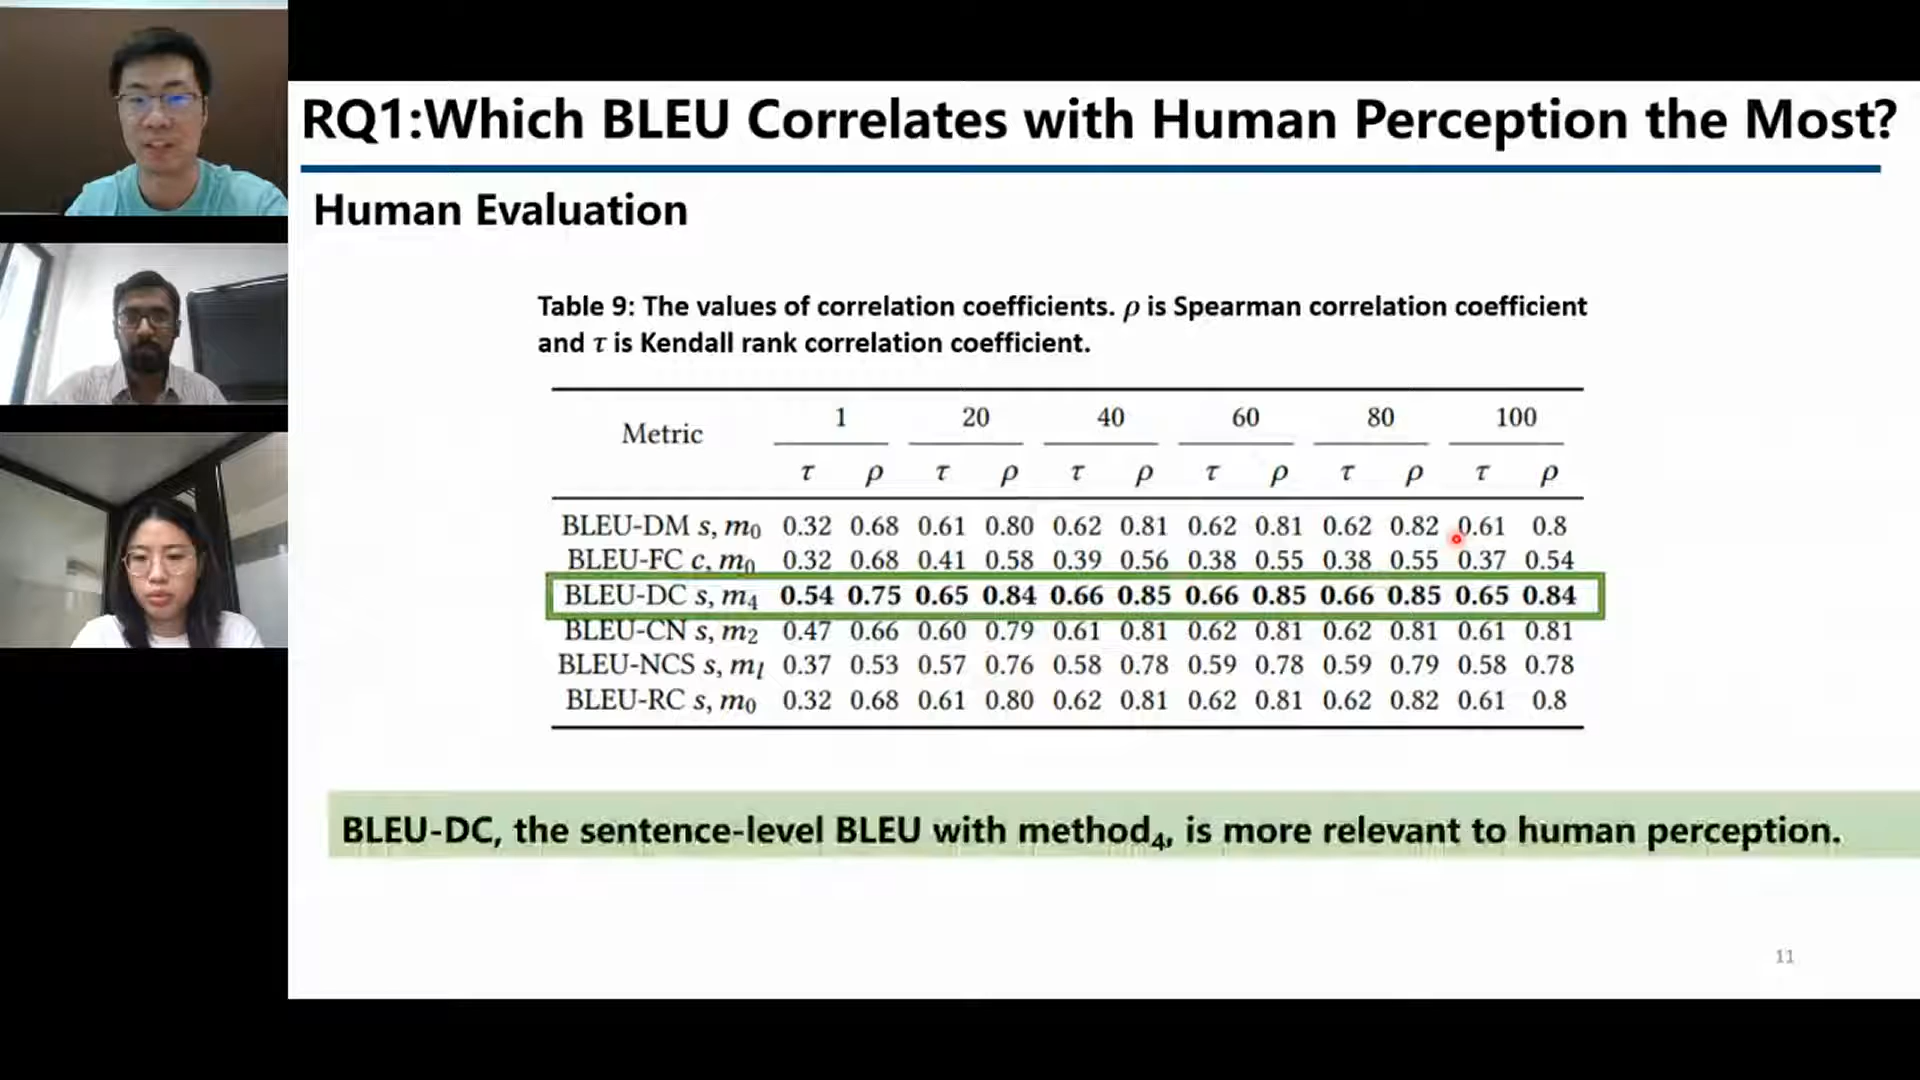 RQ1:Which BLEU Correlates with Human Perception the Most?
Human Evaluation
Table 9: The values of correlation coefficients. ρ is Spearman correlation coefficient
and τ is Kendall rank correlation coefficient.
Metric 1 20 40 60 80 100
τ ρ τ ρ τ ρ τ ρ τ ρ τ ρ
BLEU-DM s, m₀ 0.32 0.68 0.61 0.80 0.62 0.81 0.62 0.81 0.62 0.82 0.61 0.8
BLEU-FC c, m₀ 0.32 0.68 0.41 0.58 0.39 0.56 0.38 0.55 0.38 0.55 0.37 0.54
BLEU-DC s, m₄ 0.54 0.75 0.65 0.84 0.66 0.85 0.66 0.85 0.66 0.85 0.65 0.84
BLEU-CN s, m₂ 0.47 0.66 0.60 0.79 0.61 0.81 0.62 0.81 0.62 0.81 0.61 0.81
BLEU-NCS s, mₗ 0.37 0.53 0.57 0.76 0.58 0.78 0.59 0.78 0.59 0.79 0.58 0.78
BLEU-RC s, m₀ 0.32 0.68 0.61 0.80 0.62 0.81 0.62 0.81 0.62 0.82 0.61 0.8
BLEU-DC, the sentence-level BLEU with method₄, is more relevant to human perception.
11